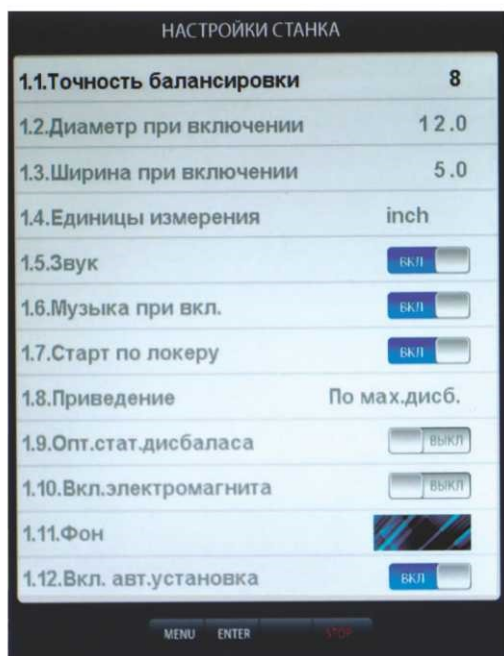 НАСТРОЙКИ СТАНКА
1.1.Точность балансировки 8
1.2.Диаметр при включении 12.0
1.3.Ширина при включении 5.0
1.4.Единицы измерения inch
1.5.Звук ВКЛ
1.6.Музыка при вкл. ВКЛ
1.7.Старт по локеру ВКЛ
1.8.Приведение По мах.дисб.
1.9.Опт.стат.дисбаласа ВЫКЛ
1.10.Вкл.электромагнита ВЫКЛ
1.11.Фон
1.12.Вкл. авт.установка ВКЛ
MENU ENTER STOP